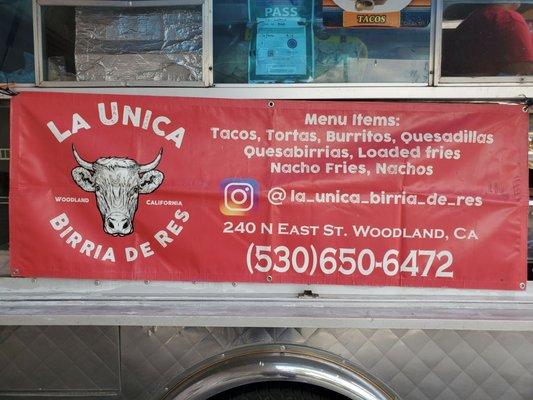 PASS
TACOS
LA UNICA
WOODLAND CALIFORNIA
BIRRIA DE RES
Menu Items:
Tacos, Tortas, Burritos, Quesadillas
Quesabirrias, Loaded fries
Nacho Fries, Nachos
@la_unica_birria_de_res
240 N East St. Woodland, Ca
(530)650-6472